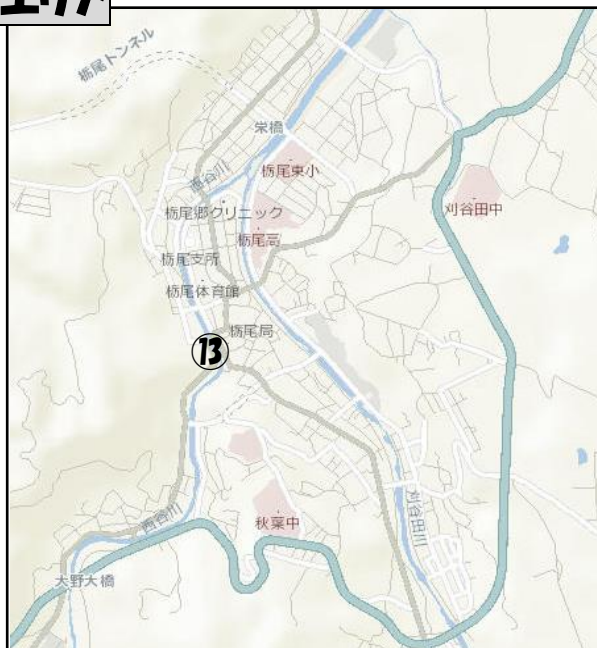 栃尾トンネル
栄橋
西谷川
栃尾東小
栃尾郷クリニック
刈谷田中
栃尾高
栃尾支所
栃尾体育館
栃尾局
13
刈谷田川
西谷川
秋葉中
大野大橋